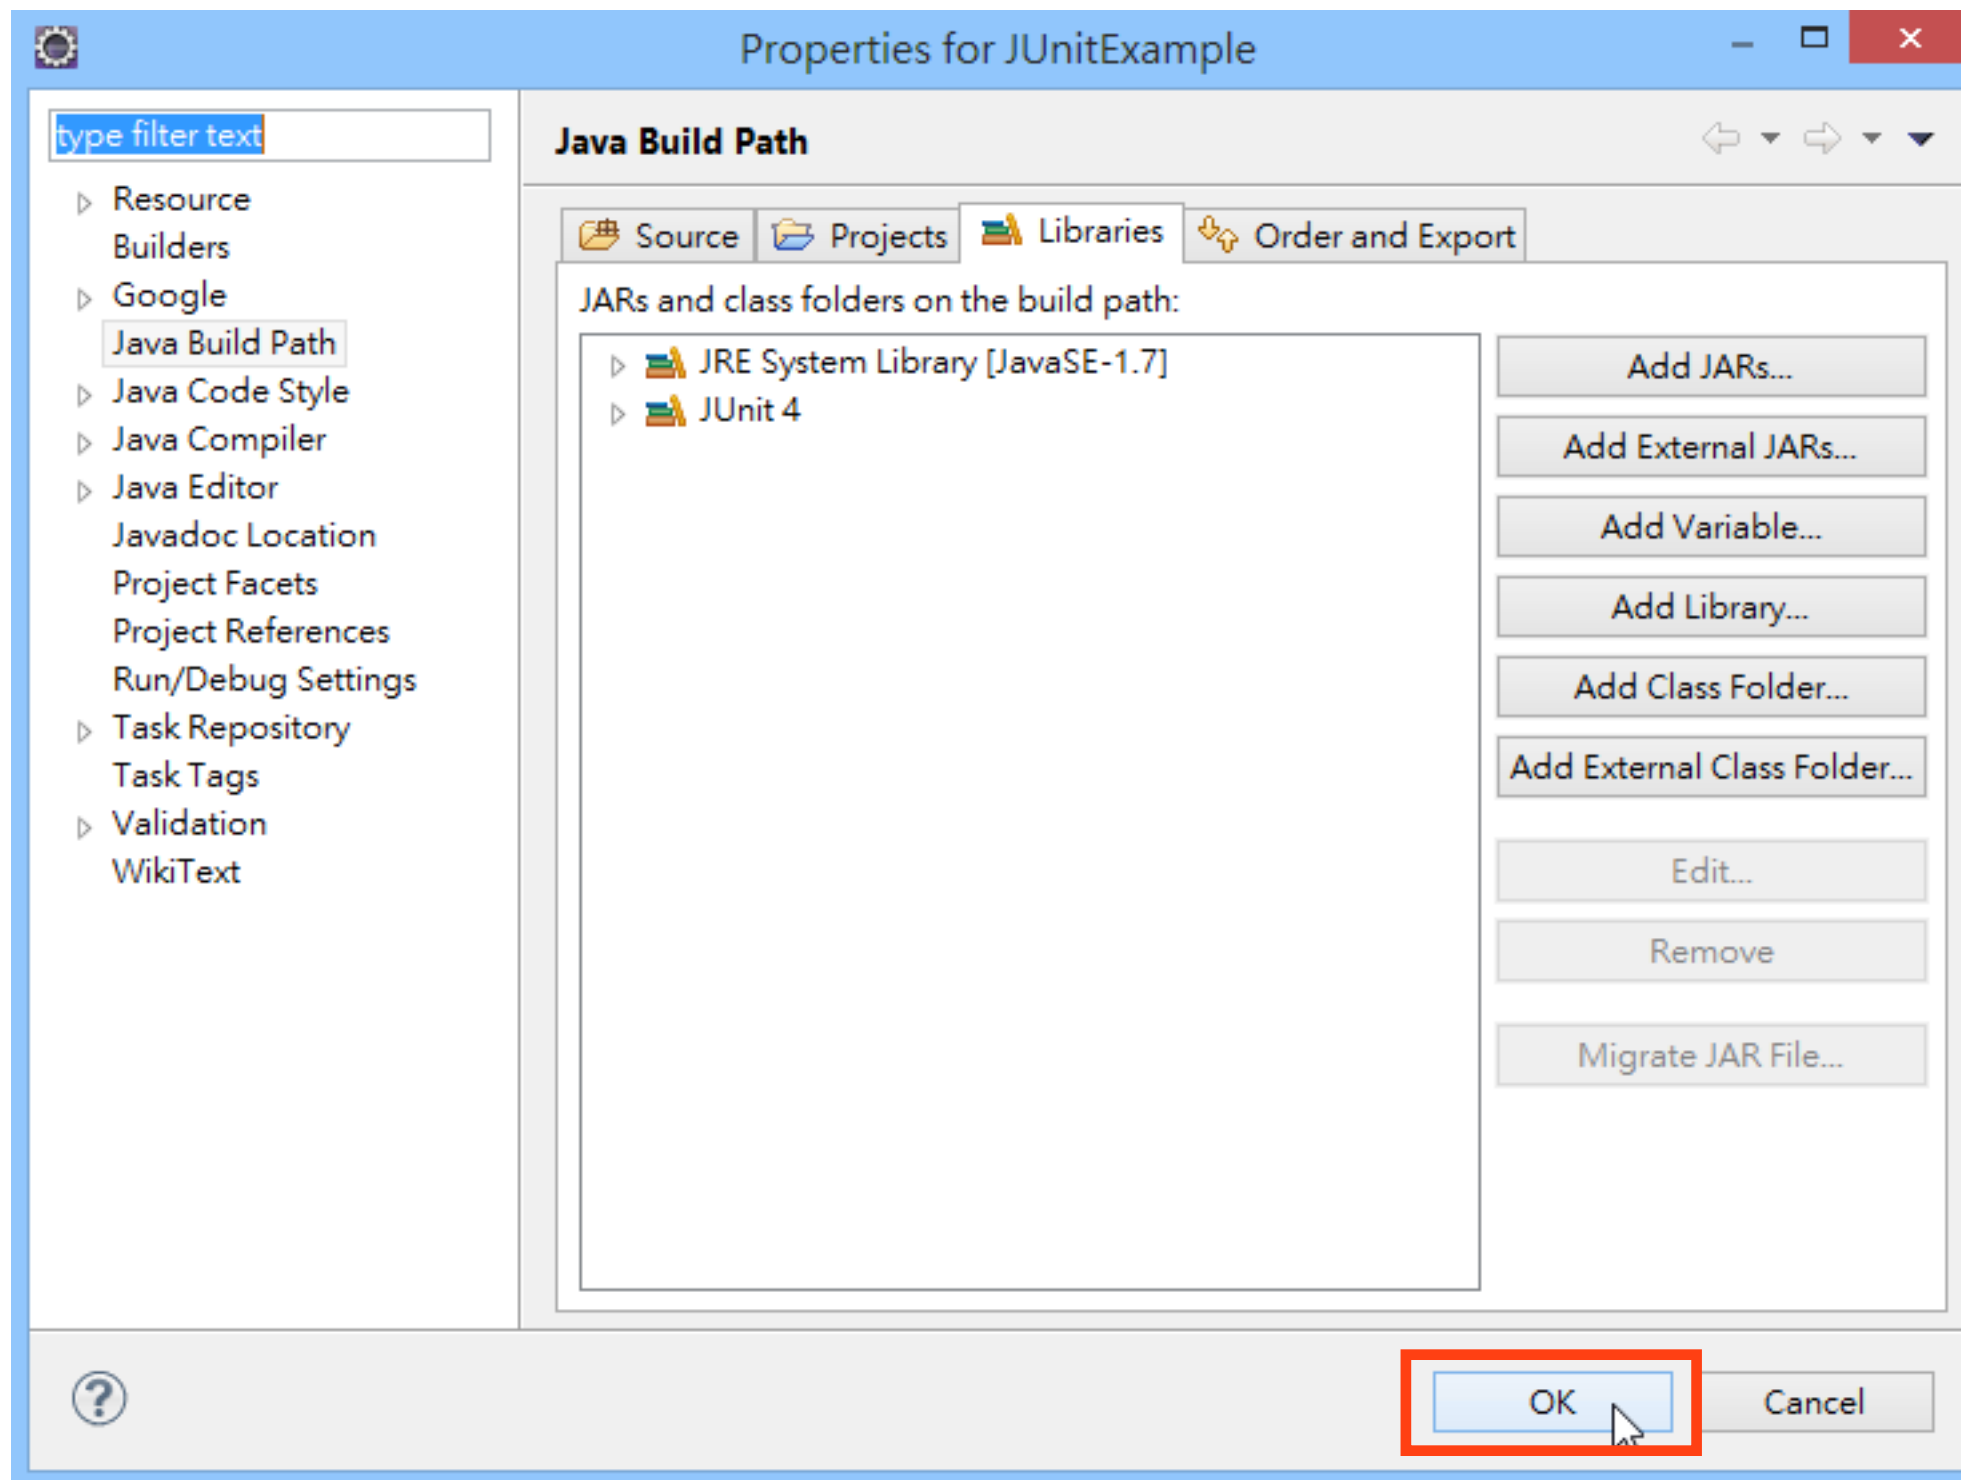 Properties for JUnitExample
type filter text
Resource
Builders
Google
Java Build Path
Java Code Style
Java Compiler
Java Editor
Javadoc Location
Project Facets
Project References
Run/Debug Settings
Task Repository
Task Tags
Validation
WikiText
Java Build Path
Source Projects Libraries Order and Export
JARs and class folders on the build path:
JRE System Library [JavaSE-1.7]
JUnit 4
Add JARs...
Add External JARs...
Add Variable...
Add Library...
Add Class Folder...
Add External Class Folder...
Edit...
Remove
Migrate JAR File...
?
OK Cancel